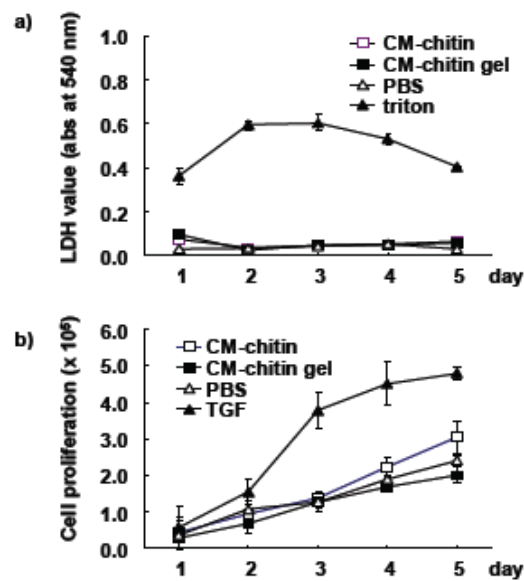 a)
LDH value (abs at 540 nm)
1.0
0.8
0.6
0.4
0.2
0.0
CM-chitin
CM-chitin gel
PBS
triton
1 2 3 4 5 day
b)
Cell proliferation (x 10⁵)
6.0
5.0
4.0
3.0
2.0
1.0
0.0
CM-chitin
CM-chitin gel
PBS
TGF
1 2 3 4 5 day